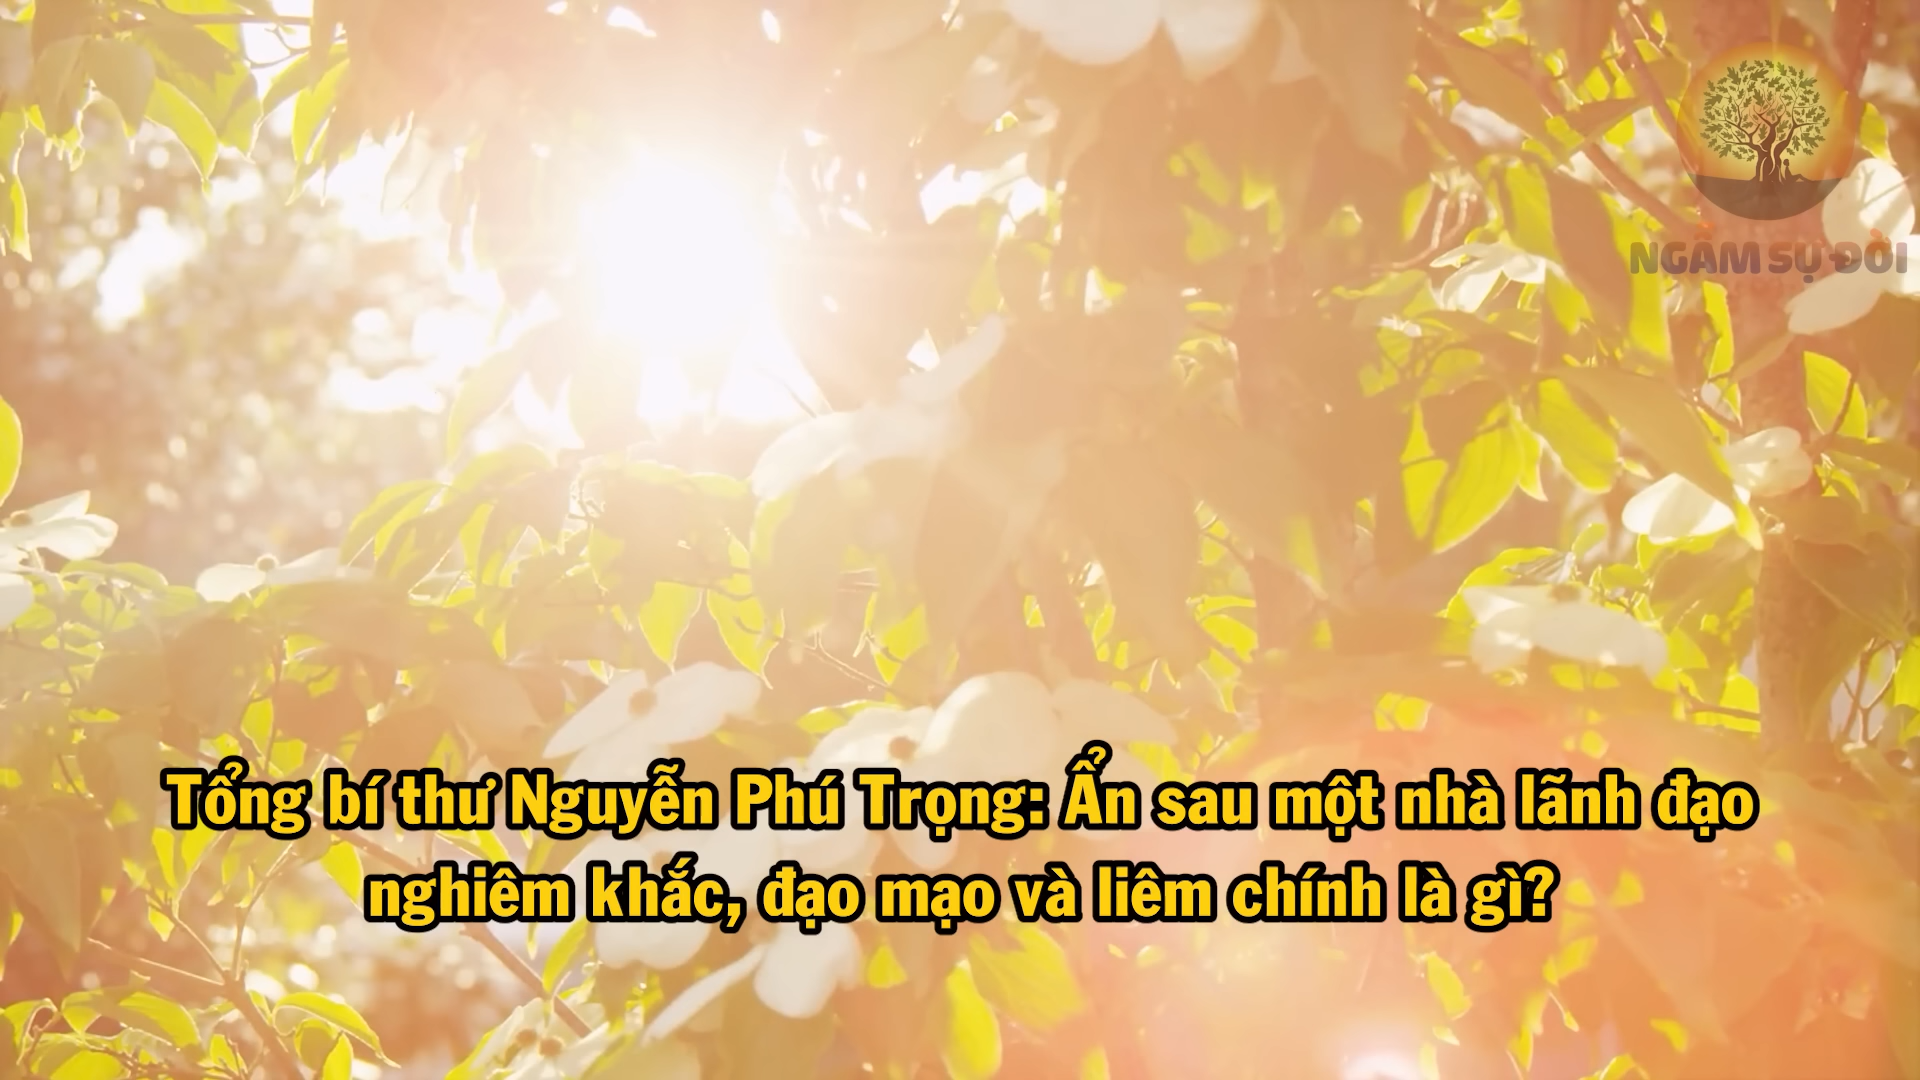 NGẪM SỰ ĐỜI
Tổng bí thư Nguyễn Phú Trọng: Ẩn sau một nhà lãnh đạo
nghiêm khắc, đạo mạo và liêm chính là gì?